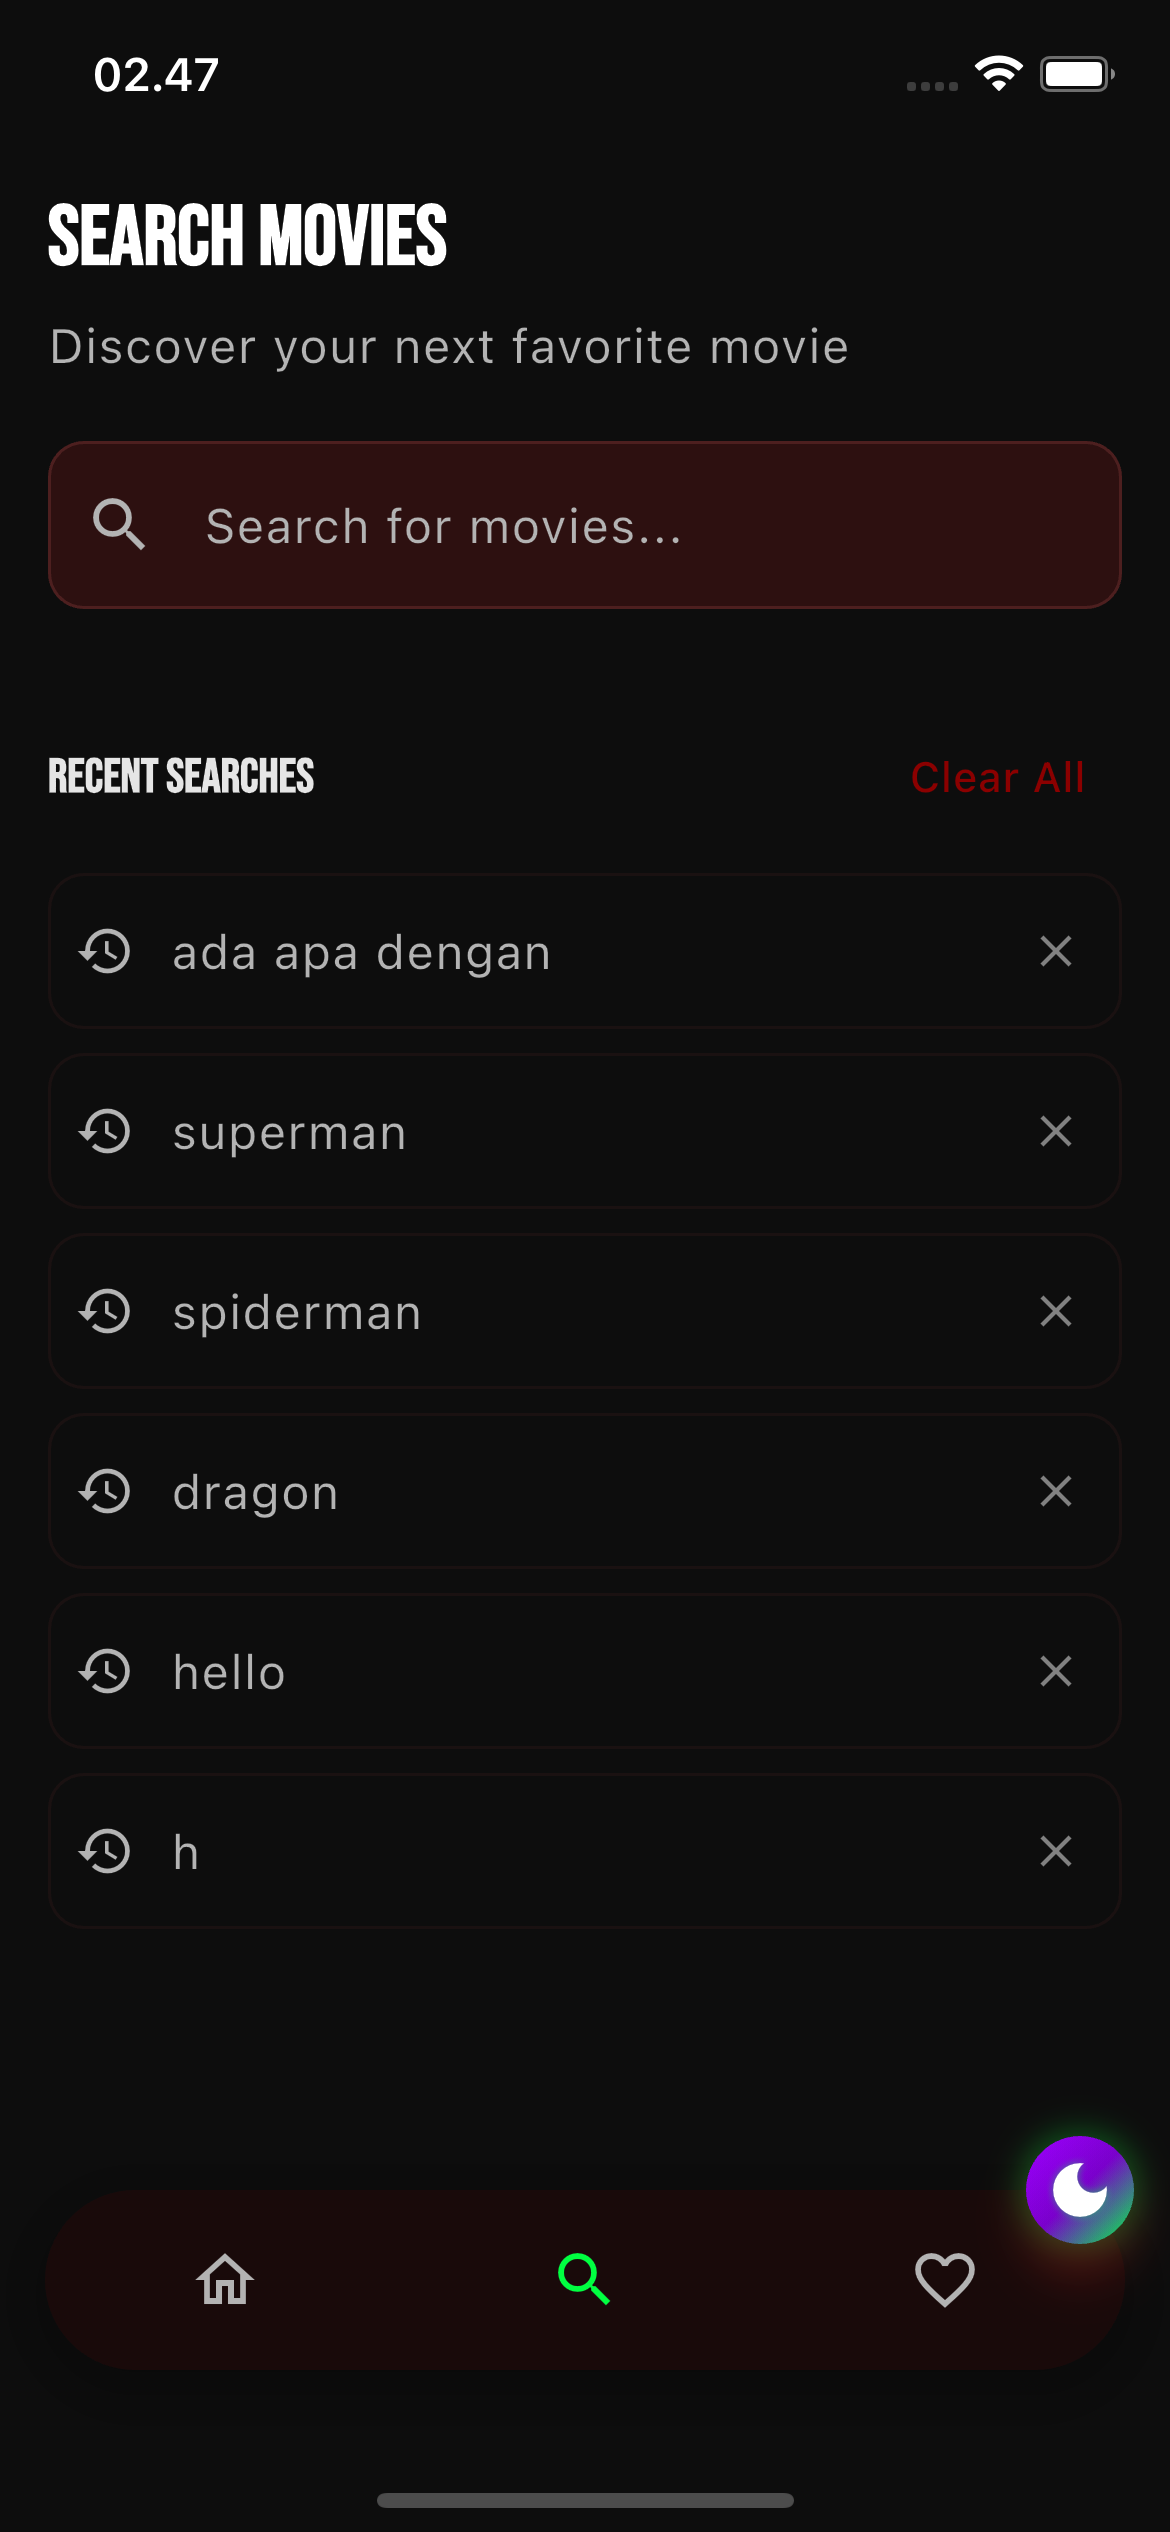 02.47
SEARCH MOVIES
Discover your next favorite movie
Search for movies...
RECENT SEARCHES
Clear All
ada apa dengan
superman
spiderman
dragon
hello
h